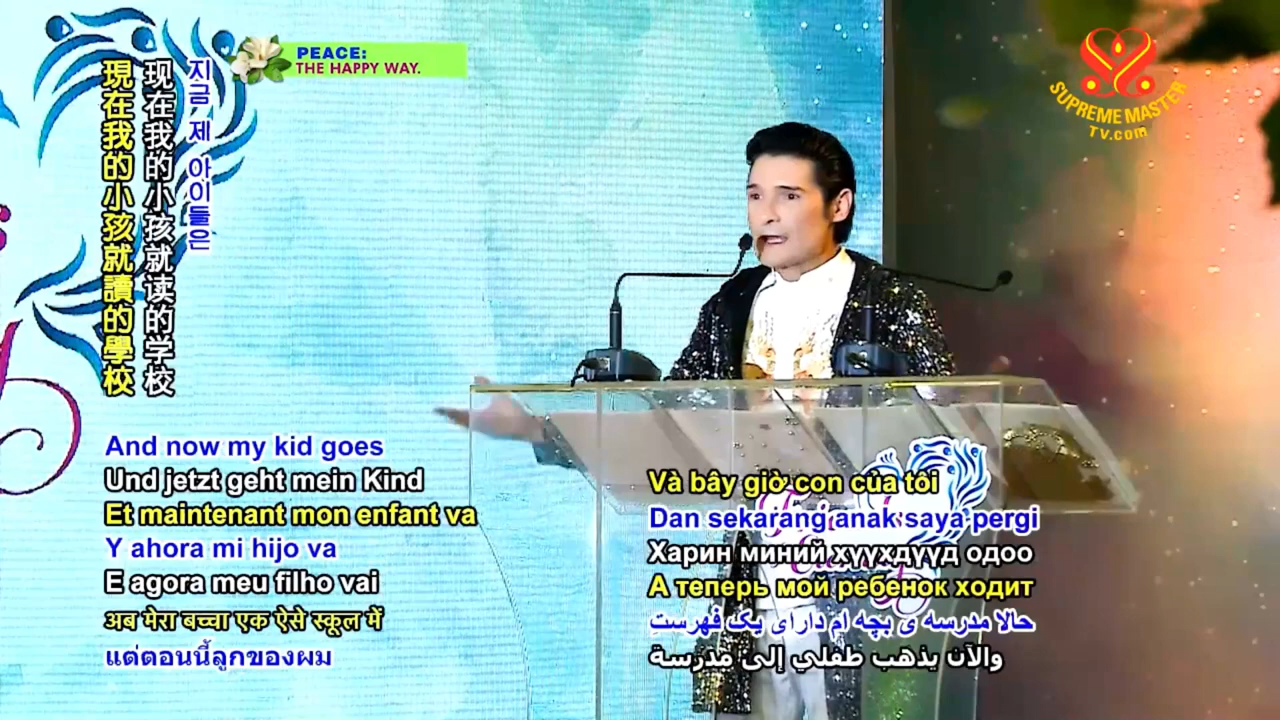 PEACE:
THE HAPPY WAY.
SUPREME MASTER
TV.com
지금 제 아이들은
现在我的小孩就读的学校
現在我的小孩就讀的學校
And now my kid goes
Und jetzt geht mein Kind
Et maintenant mon enfant va
Y ahora mi hijo va
E agora meu filho vai
अब मेरा बच्चा एक ऐसे स्कूल में
แต่ตอนนี้ลูกของผม
Và bây giờ con của tôi
Dan sekarang anak saya pergi
Харин миний хүүхдүүд одоо
А теперь мой ребенок ходит
حالا مدرسه ی بچه ام دارای یک فهرست
والآن يذهب طفلي إلى مدرسة